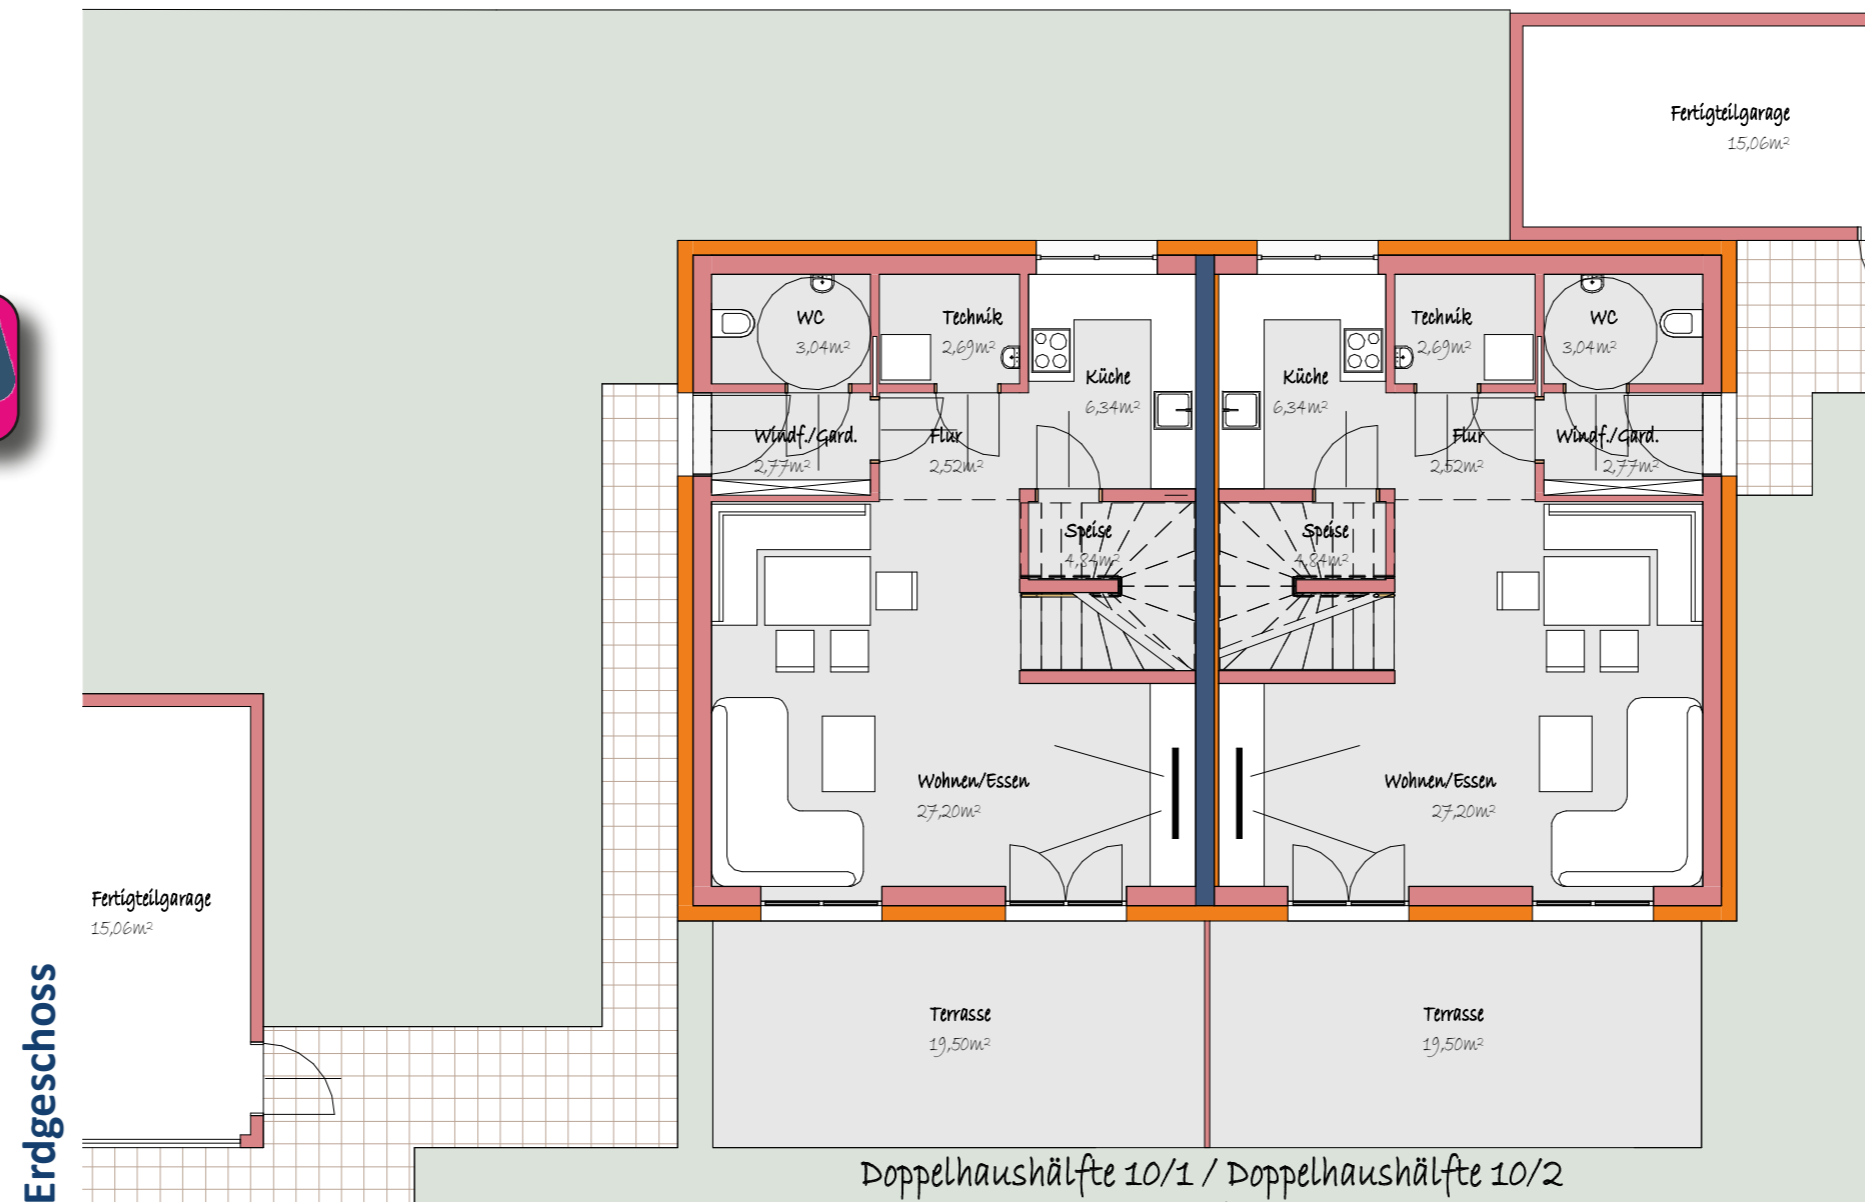 Fertigteilgarage
15,06m²
WC
3,04m²
Technik
2,69m²
Küche
6,34m²
Windf./Gard.
2,77m²
Flur
2,52m²
Speise
4,84m²
Wohnen/Essen
27,20m²
Terrasse
19,50m²
Küche
6,34m²
Technik
2,69m²
WC
3,04m²
Flur
2,52m²
Windf./Gard.
2,77m²
Speise
4,84m²
Wohnen/Essen
27,20m²
Terrasse
19,50m²
Fertigteilgarage
15,06m²
Erdgeschoss
Doppelhaushälfte 10/1 / Doppelhaushälfte 10/2